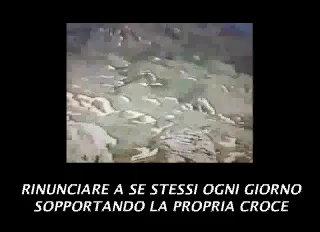 RINUNCIARE A SE STESSI OGNI GIORNO
SOPPORTANDO LA PROPRIA CROCE